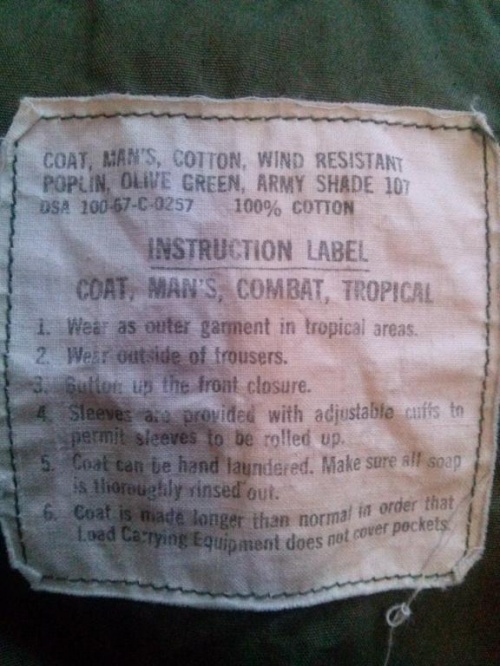 COAT, MAN'S, COTTON, WIND RESISTANT
POPLIN, OLIVE GREEN, ARMY SHADE 107
DSA 100-67-C-0257 100% COTTON
INSTRUCTION LABEL
COAT, MAN'S, COMBAT, TROPICAL
1. Wear as outer garment in tropical areas.
2. Wear outside of trousers.
3. Button up the front closure.
4. Sleeves are provided with adjustable cuffs to
permit sleeves to be rolled up.
5. Coat can be hand laundered. Make sure all soap
is thoroughly rinsed out.
6. Coat is made longer than normal in order that
Load Carrying Equipment does not cover pockets.